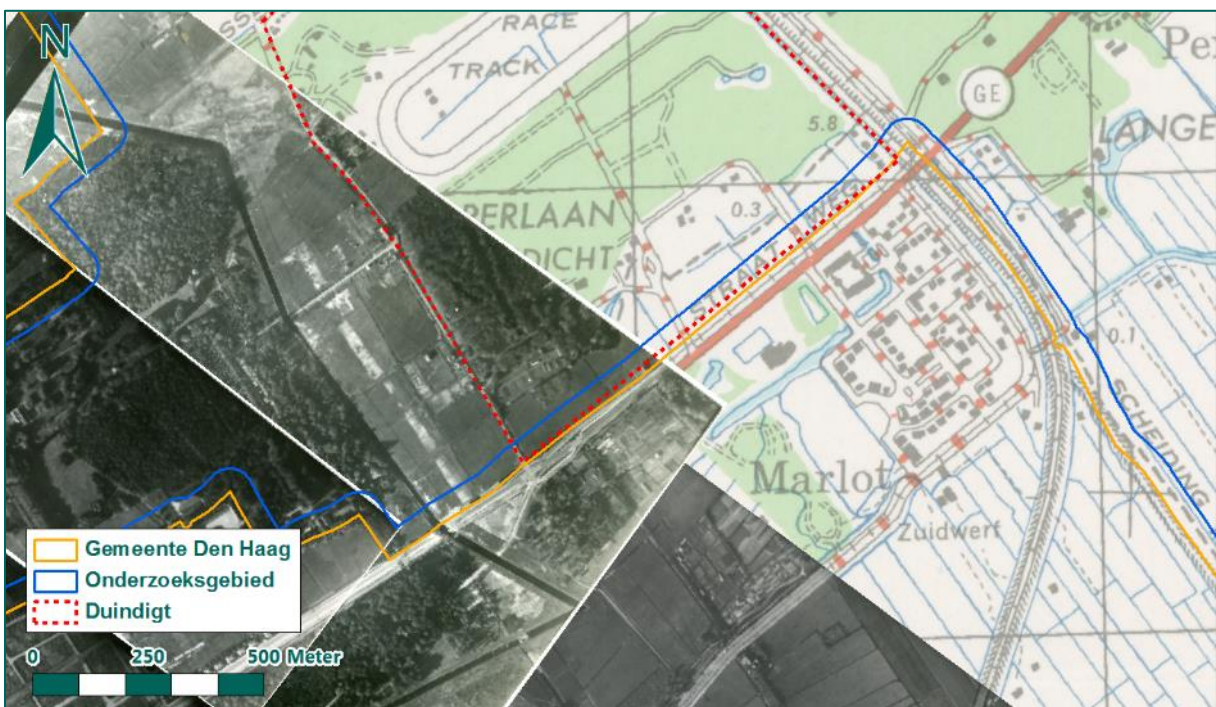 N
RACE
TRACK
GE
Pe
LANGE
5.8
PERLAAN
DICHT
0.3
STRAAT WEG
0.1
SCHEIDING
Marlot
Zuidwerf
Gemeente Den Haag
Onderzoeksgebied
Duindigt
0 250 500 Meter